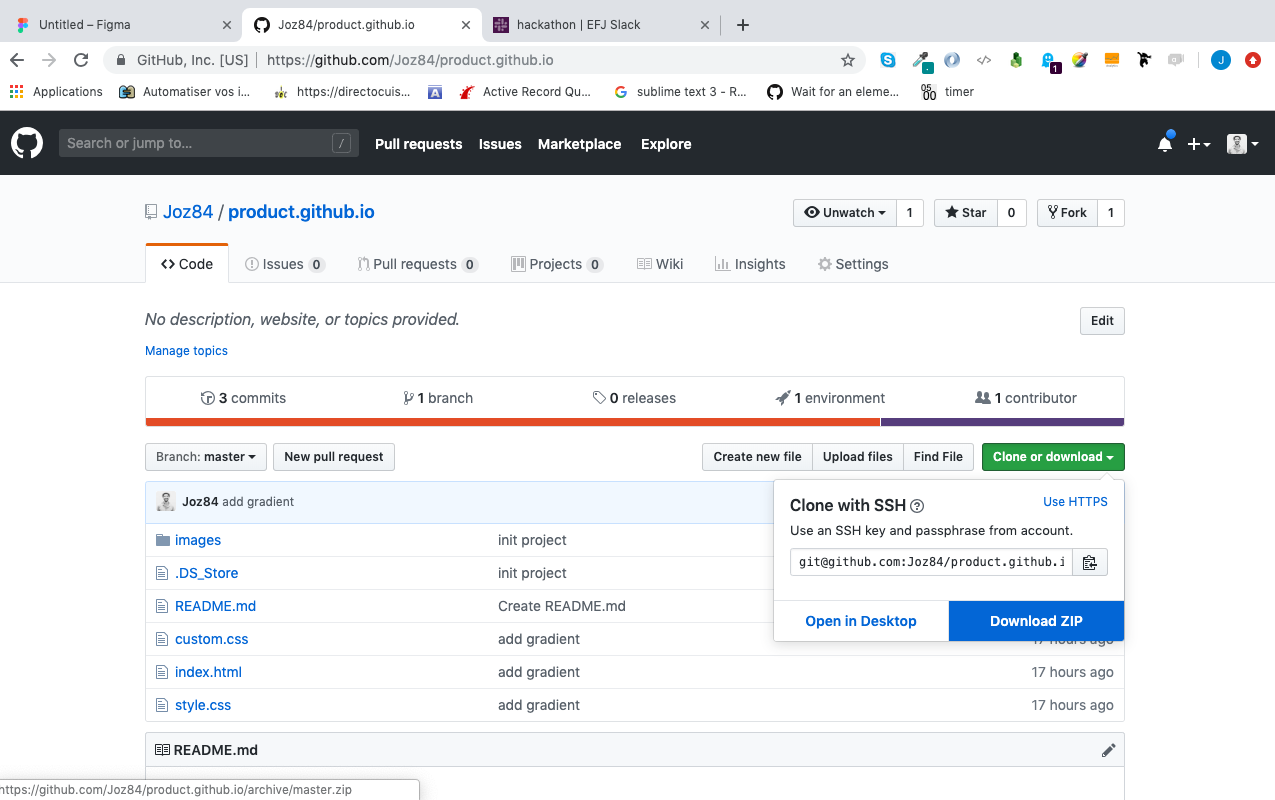 Untitled – Figma
Joz84/product.github.io
hackathon | EFJ Slack
GitHub, Inc. [US] | https://github.com/Joz84/product.github.io
1
J
Applications
Automatiser vos i...
https://directocuis...
A
Active Record Qu...
sublime text 3 - R...
Wait for an eleme...
05:00
timer
Search or jump to...
/
Pull requests
Issues
Marketplace
Explore
Joz84 / product.github.io
Unwatch 1
Star 0
Fork 1
Code
Issues 0
Pull requests 0
Projects 0
Wiki
Insights
Settings
No description, website, or topics provided.
Edit
Manage topics
3 commits
1 branch
0 releases
1 environment
1 contributor
Branch: master
New pull request
Create new file
Upload files
Find File
Clone or download
Joz84 add gradient
images init project
.DS_Store init project
README.md Create README.md
custom.css add gradient 17 hours ago
index.html add gradient 17 hours ago
style.css add gradient 17 hours ago
Clone with SSH
Use HTTPS
Use an SSH key and passphrase from account.
git@github.com:Joz84/product.github.i
Open in Desktop
Download ZIP
README.md
https://github.com/Joz84/product.github.io/archive/master.zip